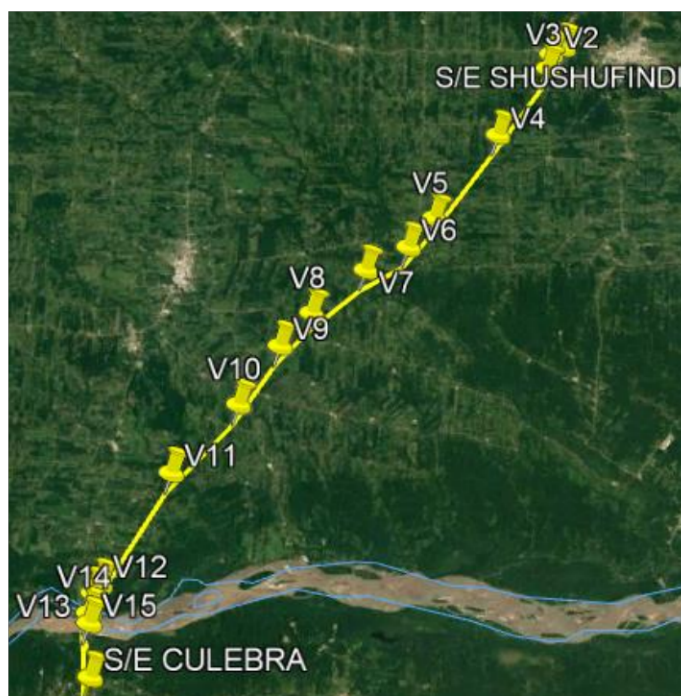 V3 V2
S/E SHUSHUFINDI
V4
V5
V6
V7
V8
V9
V10
V11
V12
V14
V13 V15
S/E CULEBRA